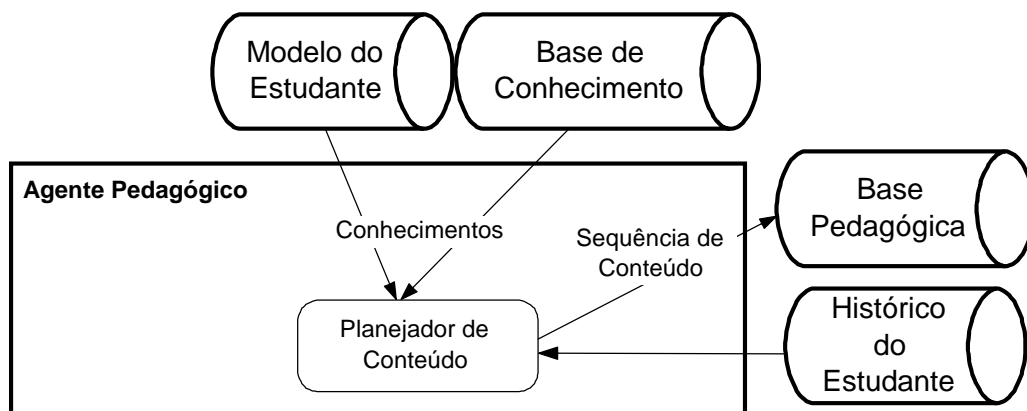 Modelo do
Estudante
Base de
Conhecimento
Agente Pedagógico
Base
Pedagógica
Conhecimentos
Sequência de
Conteúdo
Planejador de
Conteúdo
Histórico
do
Estudante